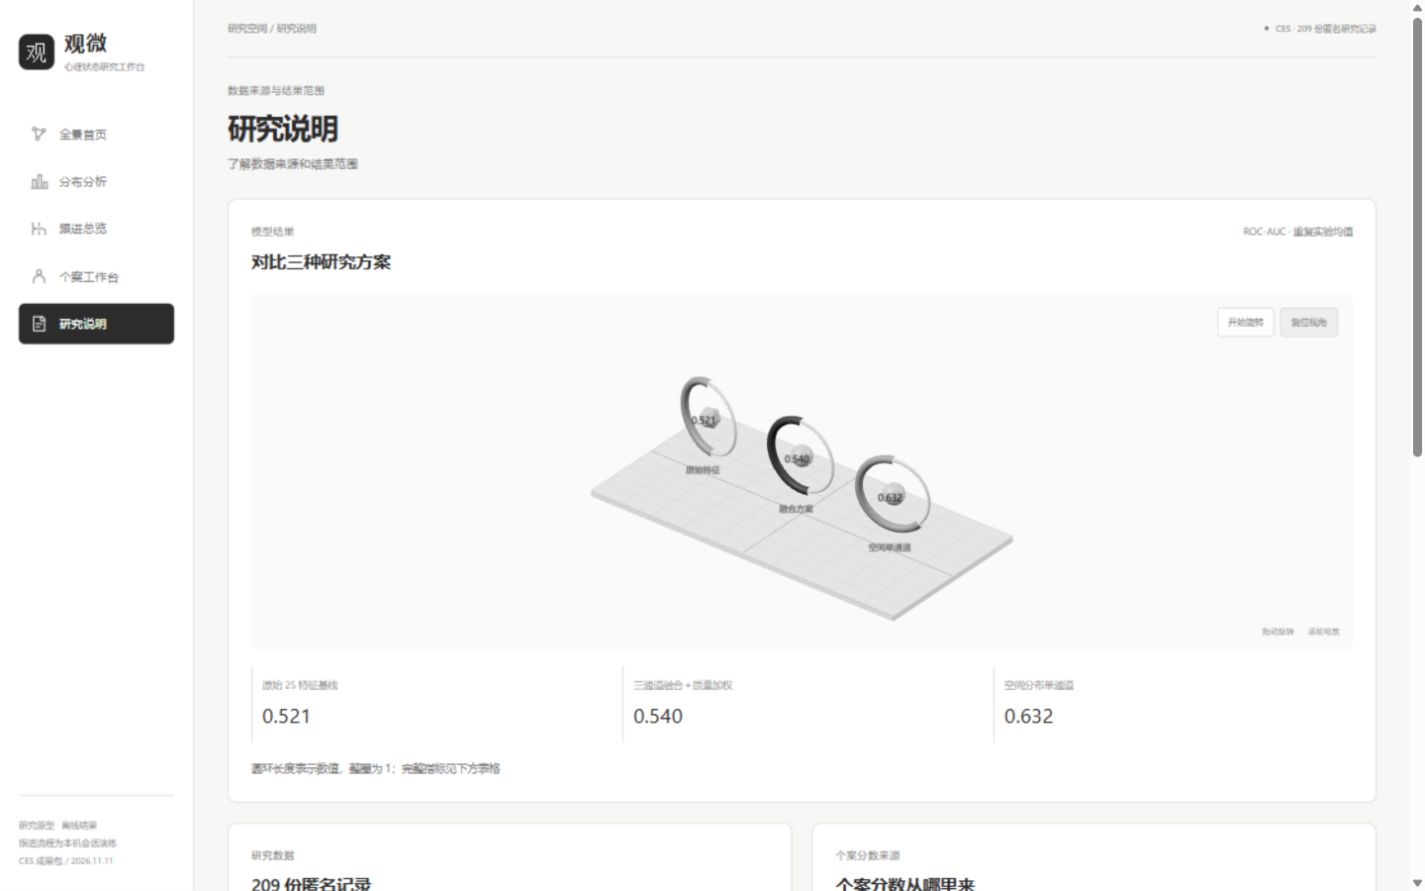 观
观微
心理状态研究工作台
全景首页
分布分析
跟进总览
个案工作台
研究说明
研究原型 · 离线结果
跟进流程为本机会话演练
CES 成果包 / 2026.11.11
研究空间 / 研究说明
CES · 209 份匿名研究记录
数据来源与结果范围
研究说明
了解数据来源和结果范围
模型结果
ROC-AUC · 重复实验均值
对比三种研究方案
开始旋转
复位视角
0.521
原始特征
0.540
融合方案
0.632
空间单通道
拖动旋转 · 滚轮缩放
原始 25 特征基线
0.521
三通道融合 + 质量加权
0.540
空间分布单通道
0.632
圆环长度表示数值，整圈为 1；完整指标见下方表格
研究数据
209 份匿名记录
个案分数来源
个案分数从哪里来